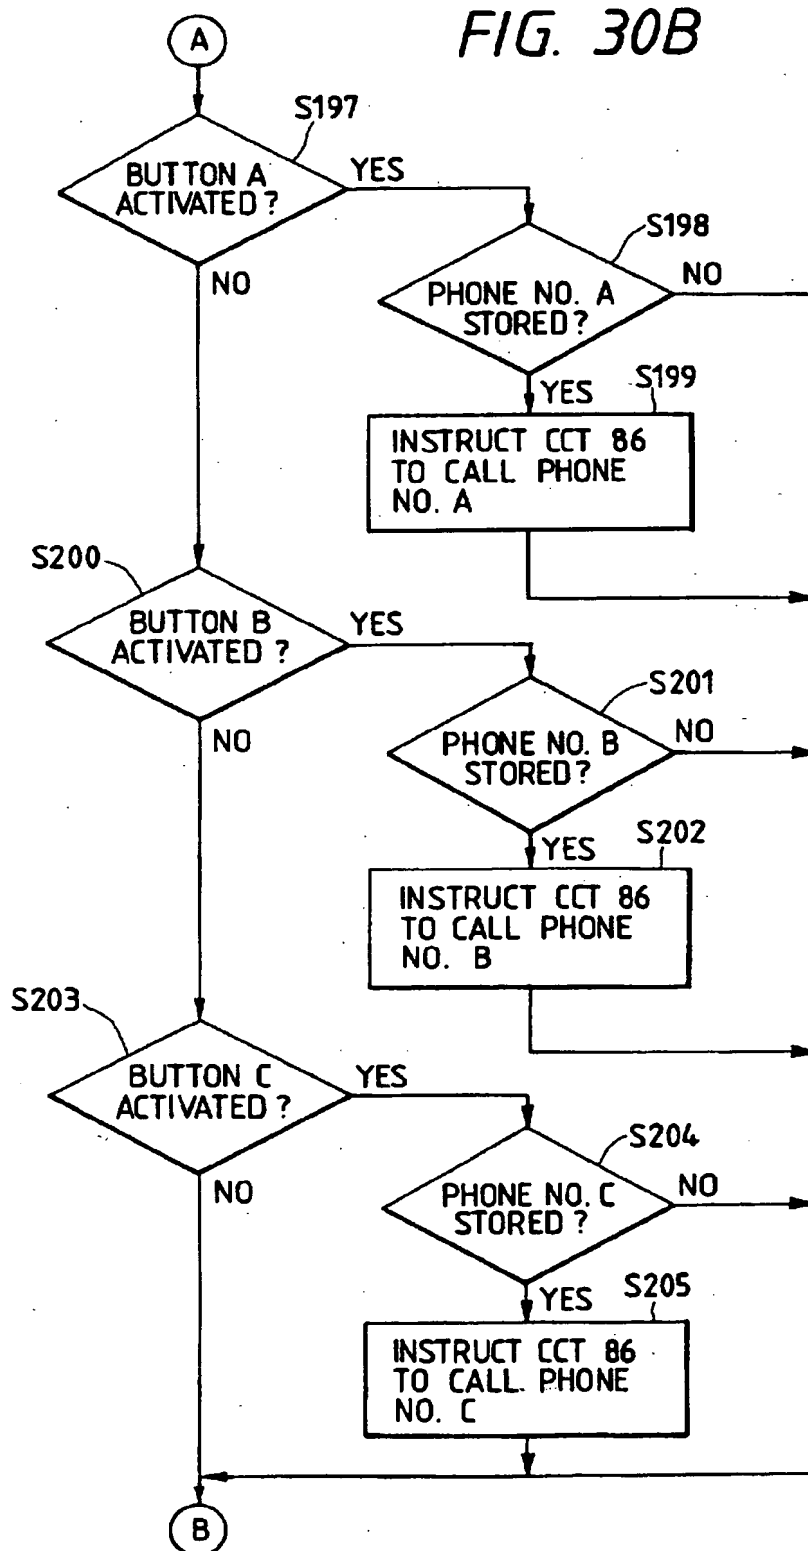 FIG. 30B
A
S197
BUTTON A
ACTIVATED?
YES
NO
S198
PHONE NO. A
STORED?
NO
YES
S199
INSTRUCT CCT 86
TO CALL PHONE
NO. A
S200
BUTTON B
ACTIVATED?
YES
NO
S201
PHONE NO. B
STORED?
NO
YES
S202
INSTRUCT CCT 86
TO CALL PHONE
NO. B
S203
BUTTON C
ACTIVATED?
YES
NO
S204
PHONE NO. C
STORED?
NO
YES
S205
INSTRUCT CCT 86
TO CALL PHONE
NO. C
B